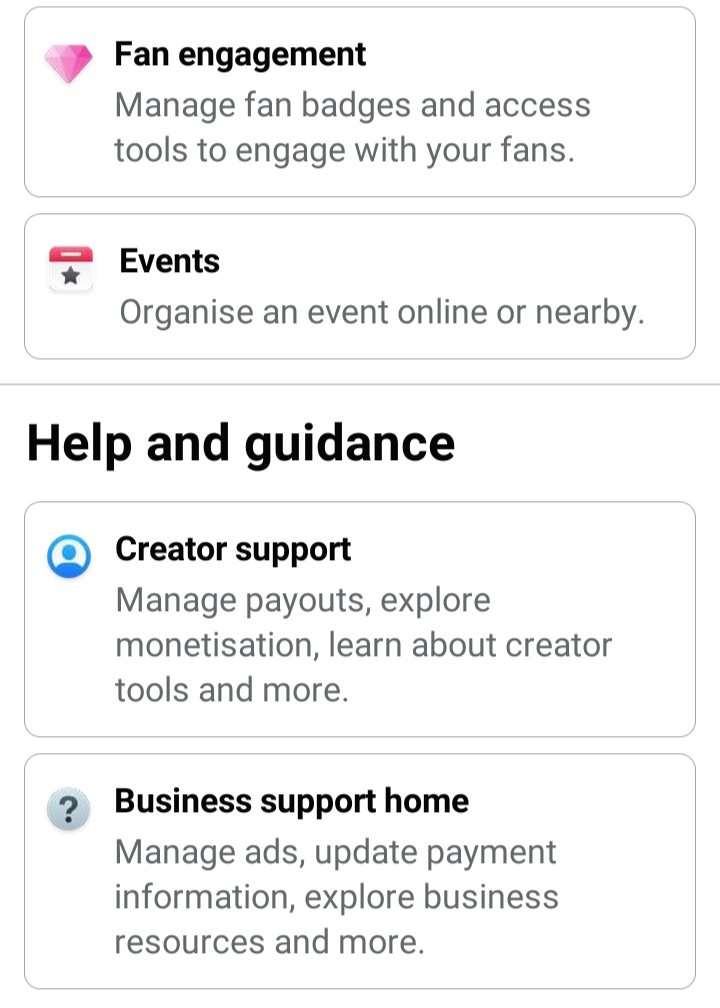 Fan engagement
Manage fan badges and access
tools to engage with your fans.
Events
Organise an event online or nearby.
Help and guidance
Creator support
Manage payouts, explore
monetisation, learn about creator
tools and more.
?
Business support home
Manage ads, update payment
information, explore business
resources and more.